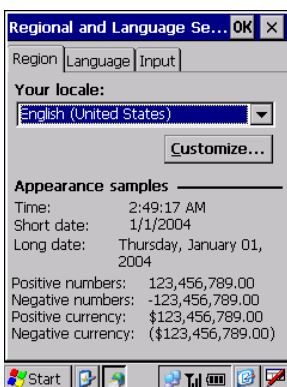 Regional and Language Se... OK ×
Region Language Input
Your locale:
English (United States)
Customize...
Appearance samples
Time: 2:49:17 AM
Short date: 1/1/2004
Long date: Thursday, January 01,
2004
Positive numbers: 123,456,789.00
Negative numbers: -123,456,789.00
Positive currency: $123,456,789.00
Negative currency: ($123,456,789.00)
Start